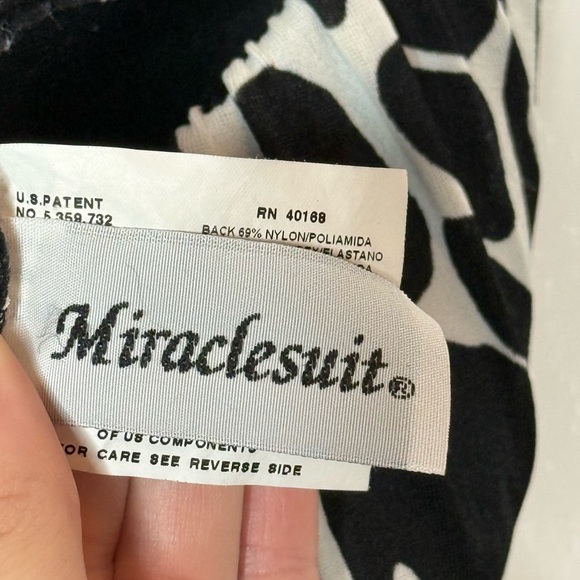 U.S.PATENT
NO 5,359,732
RN 40168
BACK 69% NYLON/POLIAMIDA
/ELASTANO
Miraclesuit®
OF US COMPONENTS
FOR CARE SEE REVERSE SIDE